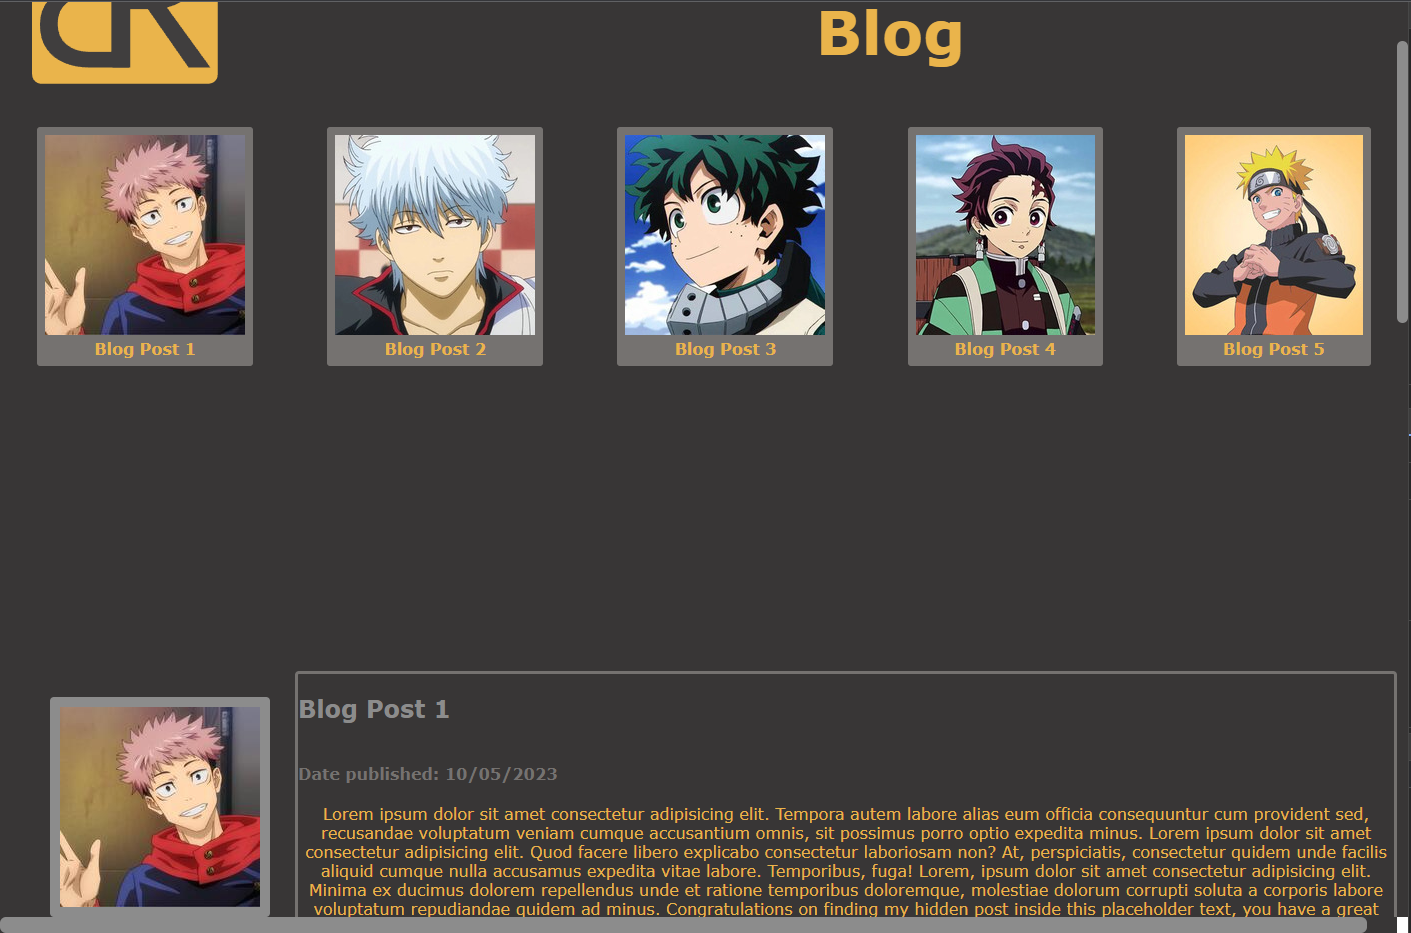 Blog
Blog Post 1
Blog Post 2
Blog Post 3
Blog Post 4
Blog Post 5
Blog Post 1
Date published: 10/05/2023
Lorem ipsum dolor sit amet consectetur adipisicing elit. Tempora autem labore alias eum officia consequuntur cum provident sed,
recusandae voluptatum veniam cumque accusantium omnis, sit possimus porro optio expedita minus. Lorem ipsum dolor sit amet
consectetur adipisicing elit. Quod facere libero explicabo consectetur laboriosam non? At, perspiciatis, consectetur quidem unde facilis
aliquid cumque nulla accusamus expedita vitae labore. Temporibus, fuga! Lorem, ipsum dolor sit amet consectetur adipisicing elit.
Minima ex ducimus dolorem repellendus unde et ratione temporibus doloremque, molestiae dolorum corrupti soluta a corporis labore
voluptatum repudiandae quidem ad minus. Congratulations on finding my hidden post inside this placeholder text, you have a great